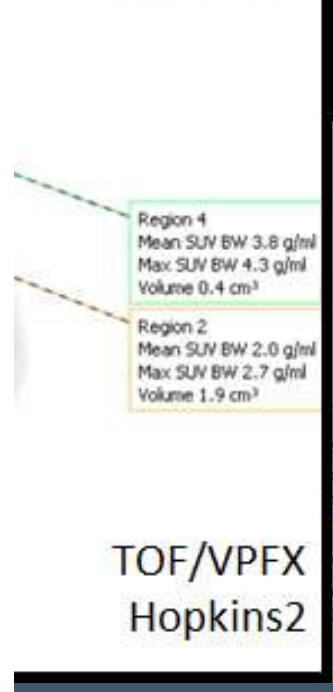 Region 4
Mean SUV BW 3.8 g/ml
Max SUV BW 4.3 g/ml
Volume 0.4 cm³
Region 2
Mean SUV BW 2.0 g/ml
Max SUV BW 2.7 g/ml
Volume 1.9 cm³
TOF/VPFX
Hopkins2